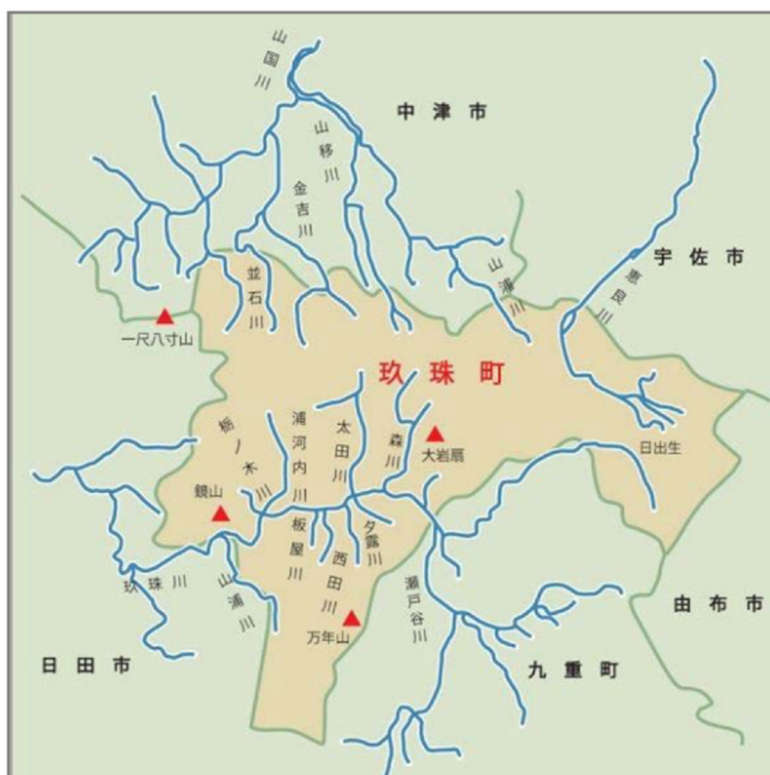 山国川
中津市
山移川
金吉川
宇佐市
恵良川
山浦川
並石川
一尺八寸山
玖珠町
栃ノ木川
浦河内川
太田川
森川
大岩扇
日出生
鏡山
板屋川
西田川
夕露川
玖珠川
山浦川
瀬戸谷川
万年山
由布市
日田市
九重町